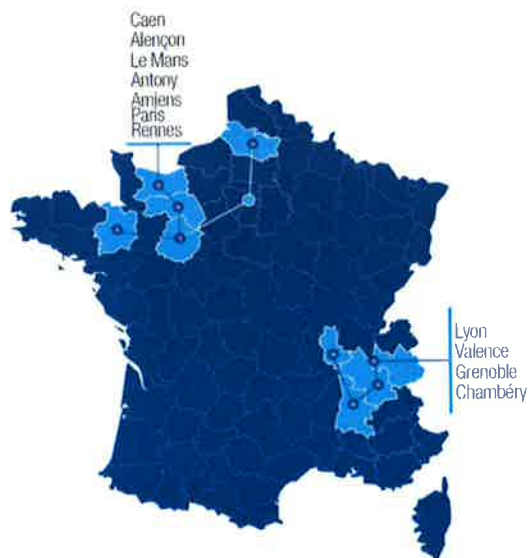 Caen
Alençon
Le Mans
Antony
Amiens
Paris
Rennes
Lyon
Valence
Grenoble
Chambéry